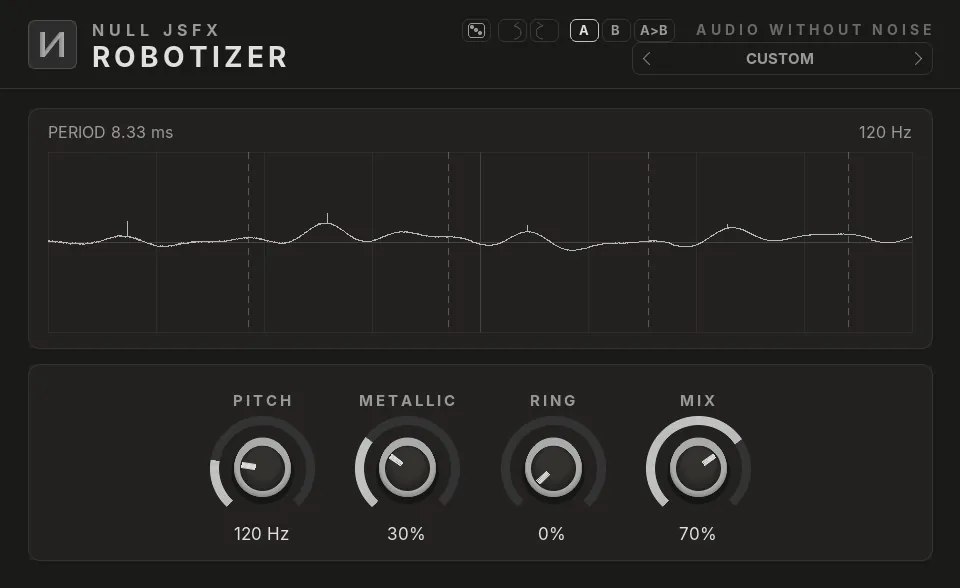 NULL JSFX
ROBOTIZER
A B A>B AUDIO WITHOUT NOISE
CUSTOM
PERIOD 8.33 ms 120 Hz
PITCH METALLIC RING MIX
120 Hz 30% 0% 70%